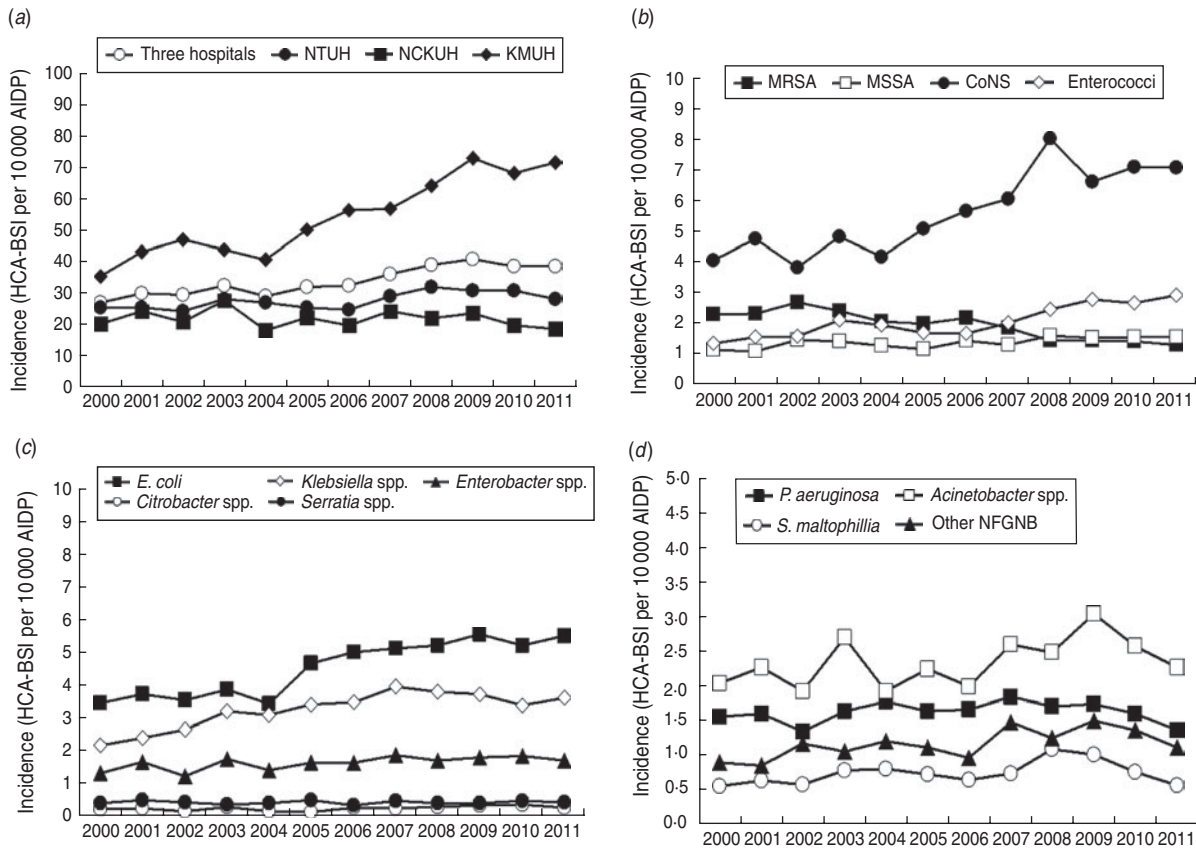 (a)
Three hospitals NTUH NCKUH KMUH
Incidence (HCA-BSI per 10 000 AIDP)
100
90
80
70
60
50
40
30
20
10
0
2000 2001 2002 2003 2004 2005 2006 2007 2008 2009 2010 2011
(b)
MRSA MSSA CoNS Enterococci
Incidence (HCA-BSI per 10 000 AIDP)
10
9
8
7
6
5
4
3
2
1
0
2000 2001 2002 2003 2004 2005 2006 2007 2008 2009 2010 2011
(c)
E. coli Klebsiella spp. Enterobacter spp.
Citrobacter spp. Serratia spp.
Incidence (HCA-BSI per 10 000 AIDP)
10
9
8
7
6
5
4
3
2
1
0
2000 2001 2002 2003 2004 2005 2006 2007 2008 2009 2010 2011
(d)
P. aeruginosa Acinetobacter spp.
S. maltophillia Other NFGNB
Incidence (HCA-BSI per 10 000 AIDP)
5·0
4·5
4·0
3·5
3·0
2·5
2·0
1·5
1·0
0·5
0·0
2000 2001 2002 2003 2004 2005 2006 2007 2008 2009 2010 2011